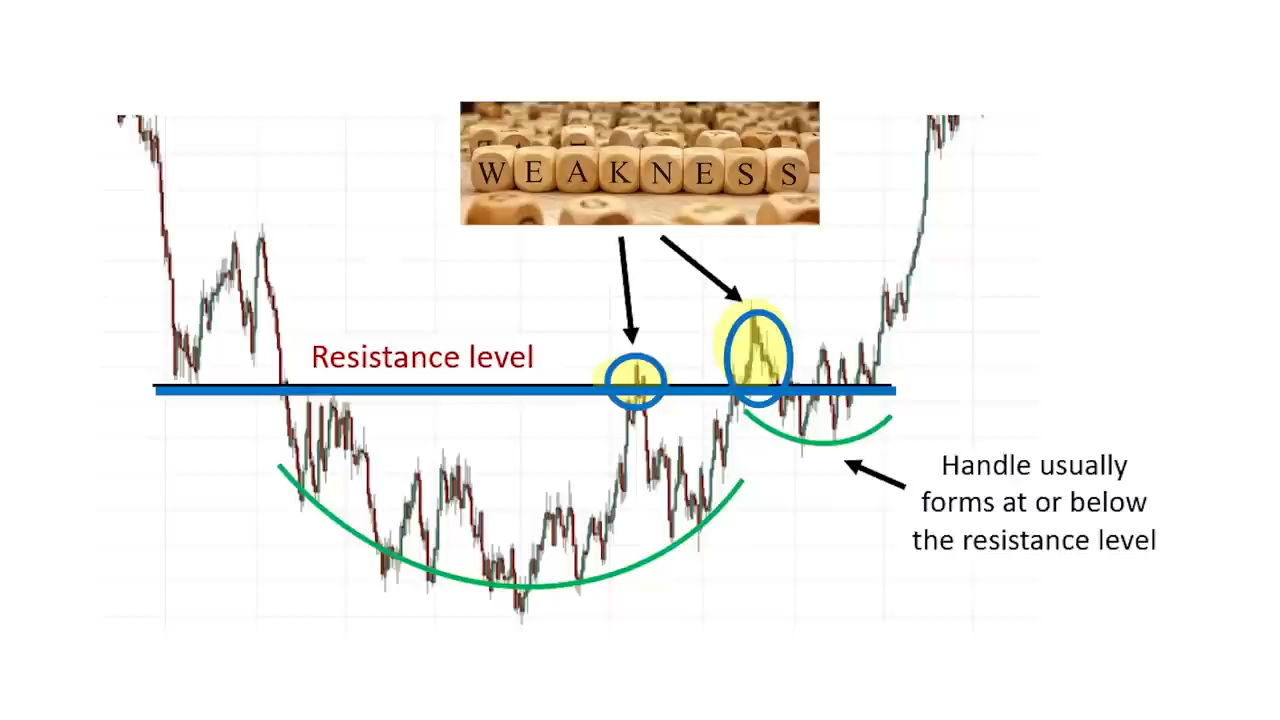 WEAKNESS
Resistance level
Handle usually
forms at or below
the resistance level